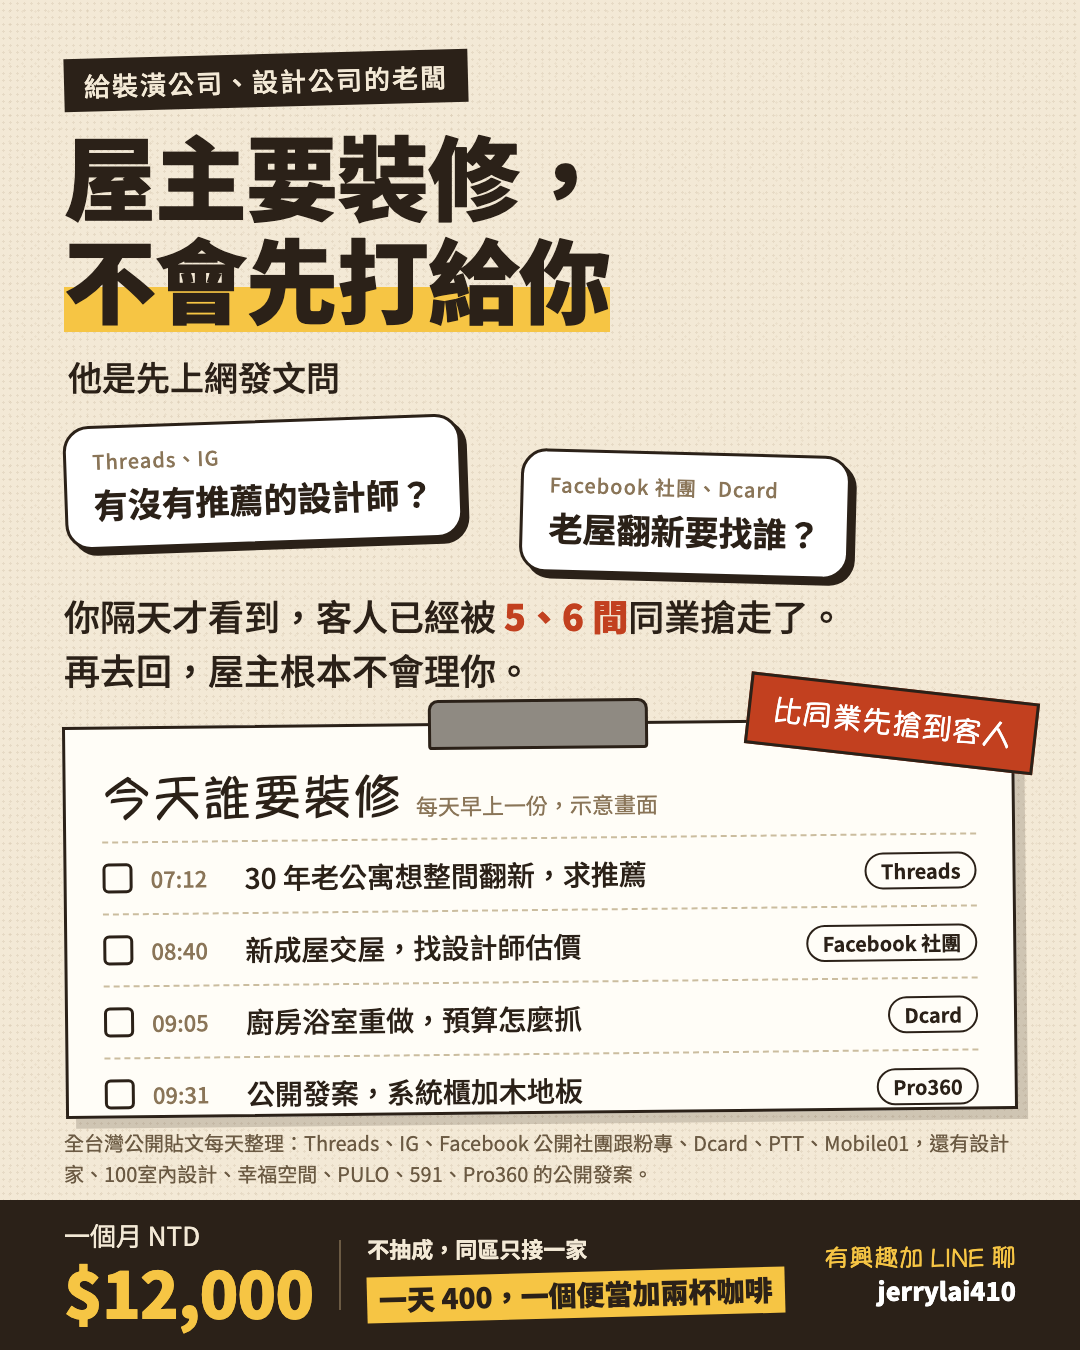 給裝潢公司、設計公司的老闆
屋主要裝修，
不會先打給你
他是先上網發文問
Threads、IG
有沒有推薦的設計師？
Facebook 社團、Dcard
老屋翻新要找誰？
你隔天才看到，客人已經被 5、6 間同業搶走了。
再去回，屋主根本不會理你。
比同業先搶到客人
今天誰要裝修 每天早上一份，示意畫面
07:12 30 年老公寓想整間翻新，求推薦 Threads
08:40 新成屋交屋，找設計師估價 Facebook 社團
09:05 廚房浴室重做，預算怎麼抓 Dcard
09:31 公開發案，系統櫃加木地板 Pro360
全台灣公開貼文每天整理：Threads、IG、Facebook 公開社團跟粉專、Dcard、PTT、Mobile01，還有設計
家、100室內設計、幸福空間、PULO、591、Pro360 的公開發案。
一個月 NTD
$12,000
不抽成，同區只接一家
一天 400，一個便當加兩杯咖啡
有興趣加 LINE 聊
jerrylai410